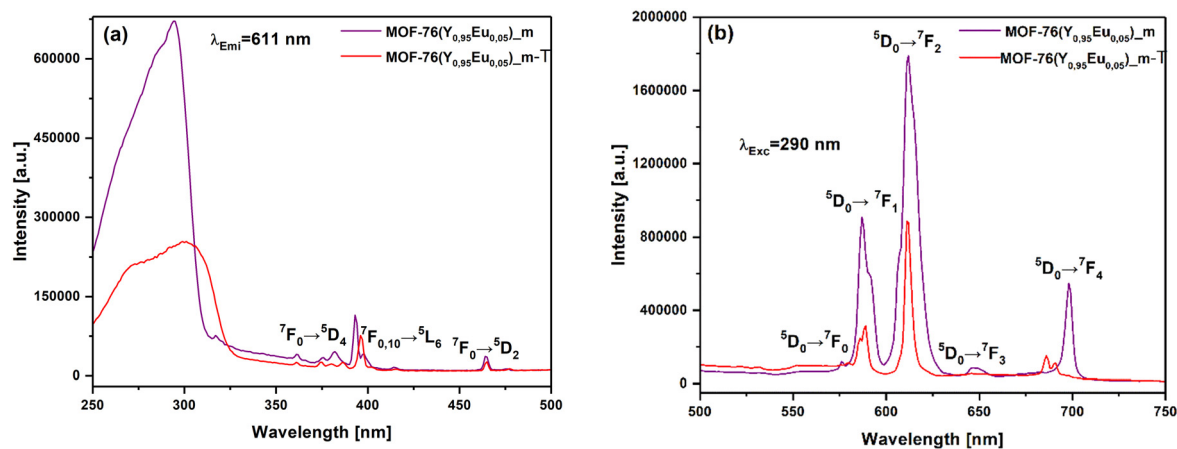 (a)
λEmi=611 nm
MOF-76(Y0,95Eu0,05)_m
MOF-76(Y0,95Eu0,05)_m-T
Intensity [a.u.]
600000
450000
300000
150000
0
7F0→5D4
7F0,10→5L6
7F0→5D2
250 300 350 400 450 500
Wavelength [nm]
(b)
5D0→7F2
MOF-76(Y0,95Eu0,05)_m
MOF-76(Y0,95Eu0,05)_m-T
λExc=290 nm
Intensity [a.u.]
2000000
1600000
1200000
800000
400000
0
5D0→ 7F1
5D0→7F4
5D0→7F0
5D0→7F3
500 550 600 650 700 750
Wavelength [nm]